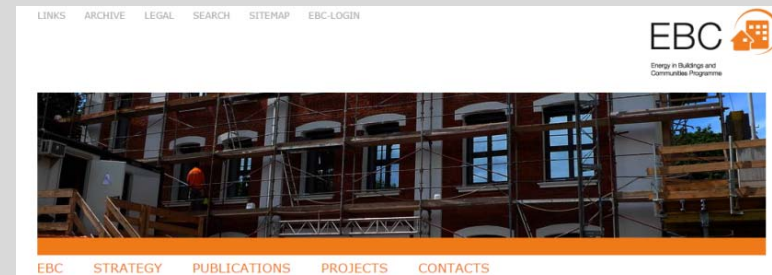 LINKS ARCHIVE LEGAL SEARCH SITEMAP EBC-LOGIN
EBC
Energy in Buildings and
Communities Programme
EBC STRATEGY PUBLICATIONS PROJECTS CONTACTS